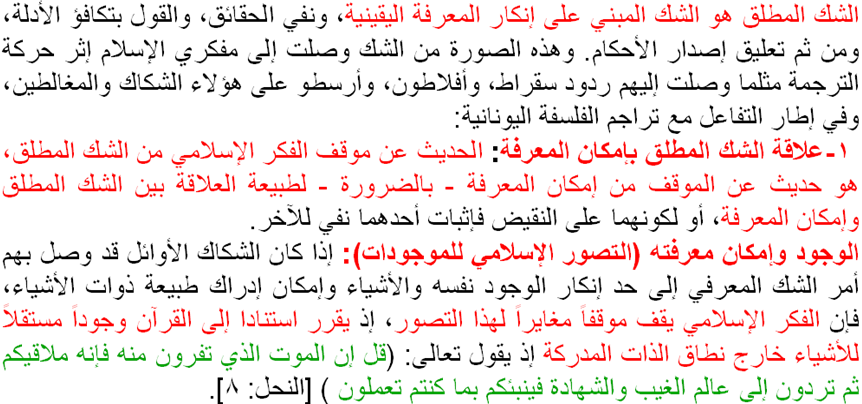 الشك المطلق هو الشك المبني على إنكار المعرفة اليقينية، ونفي الحقائق، والقول بتكافؤ الأدلة،
ومن ثم تعليق إصدار الأحكام. وهذه الصورة من الشك وصلت إلى مفكري الإسلام إثر حركة
الترجمة مثلما وصلت إليهم ردود سقراط، وأفلاطون، وأرسطو على هؤلاء الشكاك والمغالطين،
وفي إطار التفاعل مع تراجم الفلسفة اليونانية:
١-علاقة الشك المطلق بإمكان المعرفة: الحديث عن موقف الفكر الإسلامي من الشك المطلق،
هو حديث عن الموقف من إمكان المعرفة - بالضرورة - لطبيعة العلاقة بين الشك المطلق
وإمكان المعرفة، أو لكونهما على النقيض فإثبات أحدهما نفي للآخر.
الوجود وإمكان معرفته (التصور الإسلامي للموجودات): إذا كان الشكاك الأوائل قد وصل بهم
أمر الشك المعرفي إلى حد إنكار الوجود نفسه والأشياء وإمكان إدراك طبيعة ذوات الأشياء،
فإن الفكر الإسلامي يقف موقفاً مغايراً لهذا التصور، إذ يقرر استنادا إلى القرآن وجوداً مستقلاً
للأشياء خارج نطاق الذات المدركة إذ يقول تعالى: (قل إن الموت الذي تفرون منه فإنه ملاقيكم
ثم تردون إلى عالم الغيب والشهادة فينبئكم بما كنتم تعملون ) [النحل: ٨].